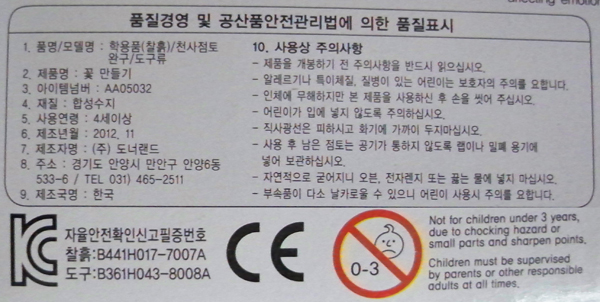 affecting emotion
품질경영 및 공산품안전관리법에 의한 품질표시
1. 품명/모델명 : 학용품(찰흙)/천사점토
완구/도구류
2. 제품명 : 꽃 만들기
3. 아이템넘버 : AA05032
4. 재질 : 합성수지
5. 사용연령 : 4세이상
6. 제조년월 : 2012. 11
7. 제조자명 : (주) 도너랜드
8. 주소 : 경기도 안양시 만안구 안양6동
533-6 / TEL 031) 465-2511
9. 제조국명 : 한국
10. 사용상 주의사항
- 제품을 개봉하기 전 주의사항을 반드시 읽으십시오.
- 알레르기나 특이체질, 질병이 있는 어린이는 보호자의 주의를 요합니다.
- 인체에 무해하지만 본 제품을 사용하신 후 손을 씻어 주십시오.
- 어린이가 입에 넣지 않도록 주의하십시오.
- 직사광선은 피하시고 화기에 가까이 두지마십시오.
- 사용 후 남은 점토는 공기가 통하지 않도록 랩이나 밀폐 용기에
넣어 보관하십시오.
- 자연적으로 굳어지니 오븐, 전자렌지 또는 끓는 물에 넣지 마십시오.
- 부속품이 다소 날카로울 수 있으니 어린이 사용시 주의를 요합니다.
자율안전확인신고필증번호
찰흙:B441H017-7007A
도구:B361H043-8008A
CE
0-3
Not for children under 3 years,
due to chocking hazard or
small parts and sharpen points.
Children must be supervised
by parents or other responsible
adults at all times.